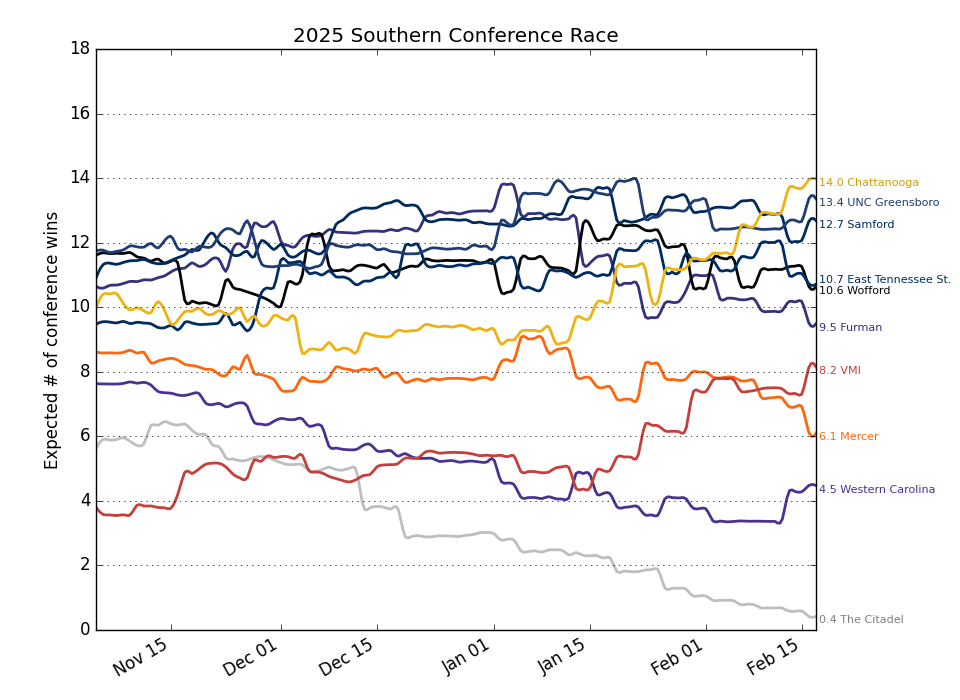 2025 Southern Conference Race
Expected # of conference wins
18
16
14
12
10
8
6
4
2
0
14.0 Chattanooga
13.4 UNC Greensboro
12.7 Samford
10.7 East Tennessee St.
10.6 Wofford
9.5 Furman
8.2 VMI
6.1 Mercer
4.5 Western Carolina
0.4 The Citadel
Nov 15
Dec 01
Dec 15
Jan 01
Jan 15
Feb 01
Feb 15